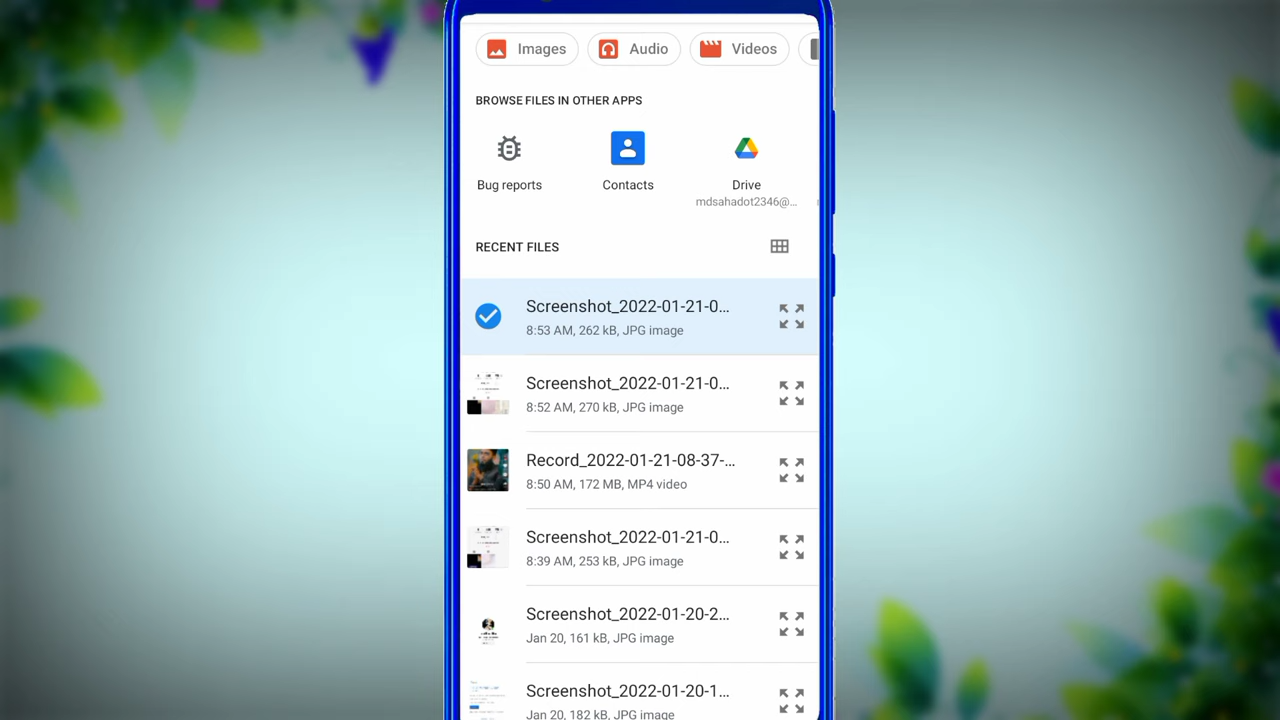 Images
Audio
Videos
BROWSE FILES IN OTHER APPS
Bug reports
Contacts
Drive
mdsahadot2346@...
RECENT FILES
Screenshot_2022-01-21-0...
8:53 AM, 262 kB, JPG image
Screenshot_2022-01-21-0...
8:52 AM, 270 kB, JPG image
Record_2022-01-21-08-37-...
8:50 AM, 172 MB, MP4 video
Screenshot_2022-01-21-0...
8:39 AM, 253 kB, JPG image
Screenshot_2022-01-20-2...
Jan 20, 161 kB, JPG image
Screenshot_2022-01-20-1...
Jan 20, 182 kB, JPG image